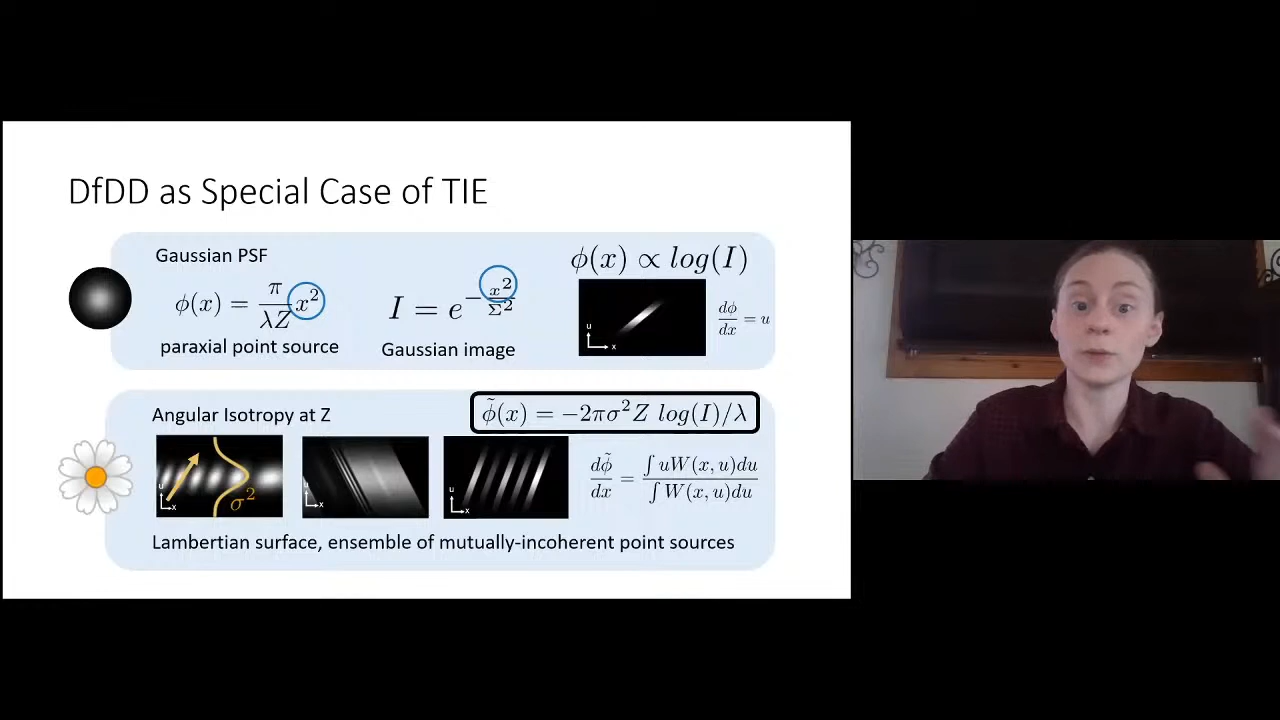 DfDD as Special Case of TIE
Gaussian PSF
ϕ(x) = π/λZ x²
paraxial point source
I = e^(−x²/Σ²)
Gaussian image
ϕ(x) ∝ log(I)
u
x
dϕ/dx = u
Angular Isotropy at Z
ϕ̃(x) = −2πσ²Z log(I)/λ
u
x
σ²
u
x
u
x
dϕ̃/dx = ∫uW(x, u)du / ∫W(x, u)du
Lambertian surface, ensemble of mutually-incoherent point sources